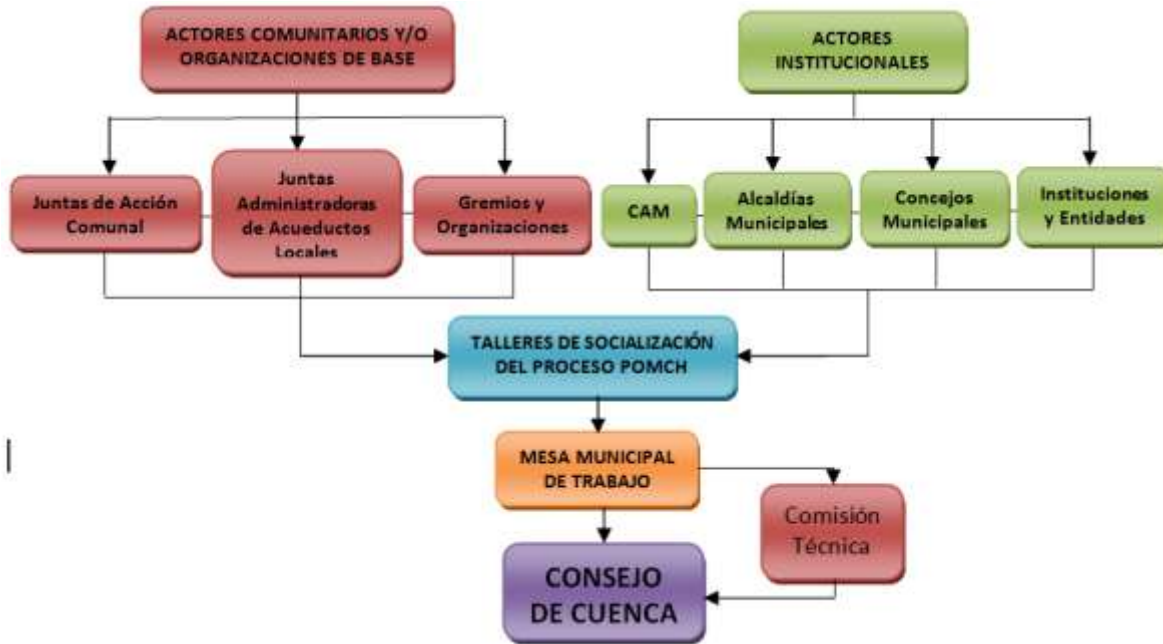 ACTORES COMUNITARIOS Y/O
ORGANIZACIONES DE BASE
ACTORES
INSTITUCIONALES
Juntas de Acción
Comunal
Juntas
Administradoras
de Acueductos
Locales
Gremios y
Organizaciones
CAM
Alcaldías
Municipales
Concejos
Municipales
Instituciones
y Entidades
TALLERES DE SOCIALIZACIÓN
DEL PROCESO POMCH
MESA MUNICIPAL
DE TRABAJO
Comisión
Técnica
CONSEJO
DE CUENCA